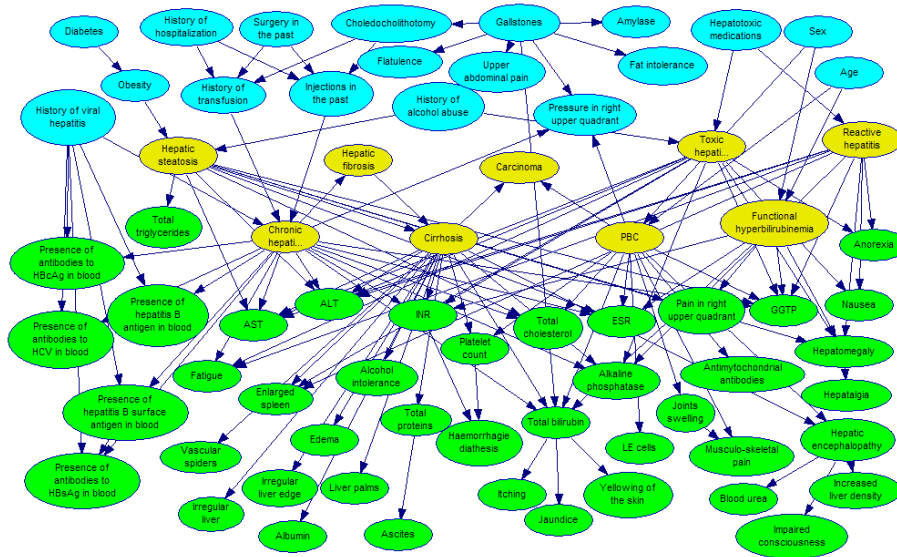 Diabetes
History of
hospitalization
Surgery in the
past
Choledocholithotomy
Gallstones
Amylase
Hepatotoxic
medications
Sex
Flatulence
Upper
abdominal pain
Fat intolerance
Age
Obesity
History of
transfusion
Injections in
the past
History of
alcohol abuse
Pressure in right
upper quadrant
History of viral
hepatitis
Hepatic
steatosis
Hepatic
fibrosis
Carcinoma
Toxic
hepati...
Reactive
hepatitis
Total
triglycerides
Chronic
hepati...
Cirrhosis
PBC
Functional
hyperbilirubinemia
Anorexia
Presence of
antibodies to
HBcAg in blood
Presence of
hepatitis B
antigen in blood
ALT
AST
INR
Total
cholesterol
ESR
Pain in right
upper quadrant
GGTP
Nausea
Presence of
antibodies to
HCV in blood
Platelet
count
Hepatomegaly
Fatigue
Enlarged
spleen
Alcohol
intolerance
Alkaline
phosphatase
Antimytochondrial
antibodies
Hepatalgia
Presence of
hepatitis B surface
antigen in blood
Total
proteins
Total bilirubin
Joints
swelling
Vascular
spiders
Edema
Haemorrhagie
diathesis
LE cells
Musculo-skeletal
pain
Hepatic
encephalopathy
Presence of
antibodies to
HBsAg in blood
Irregular
liver edge
Liver palms
Itching
Yellowing of
the skin
Blood urea
Increased
liver density
Irregular
liver
Albumin
Ascites
Jaundice
Impaired
consciousness